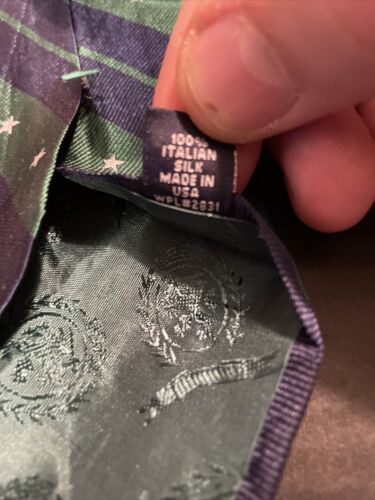 100%
ITALIAN
SILK
MADE IN
USA
WPL#2831